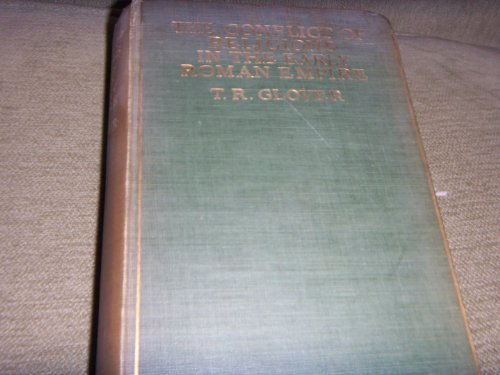 THE CONFLICT OF
RELIGIONS
IN THE EARLY
ROMAN EMPIRE
T. R. GLOVER